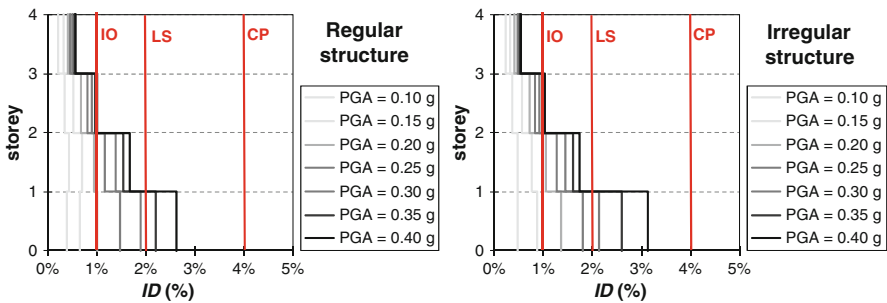 4
3
2
1
0
storey
IO
LS
CP
0%
1%
2%
3%
4%
5%
ID (%)
Regular
structure
PGA = 0.10 g
PGA = 0.15 g
PGA = 0.20 g
PGA = 0.25 g
PGA = 0.30 g
PGA = 0.35 g
PGA = 0.40 g
4
3
2
1
0
storey
IO
LS
CP
0%
1%
2%
3%
4%
5%
ID (%)
Irregular
structure
PGA = 0.10 g
PGA = 0.15 g
PGA = 0.20 g
PGA = 0.25 g
PGA = 0.30 g
PGA = 0.35 g
PGA = 0.40 g